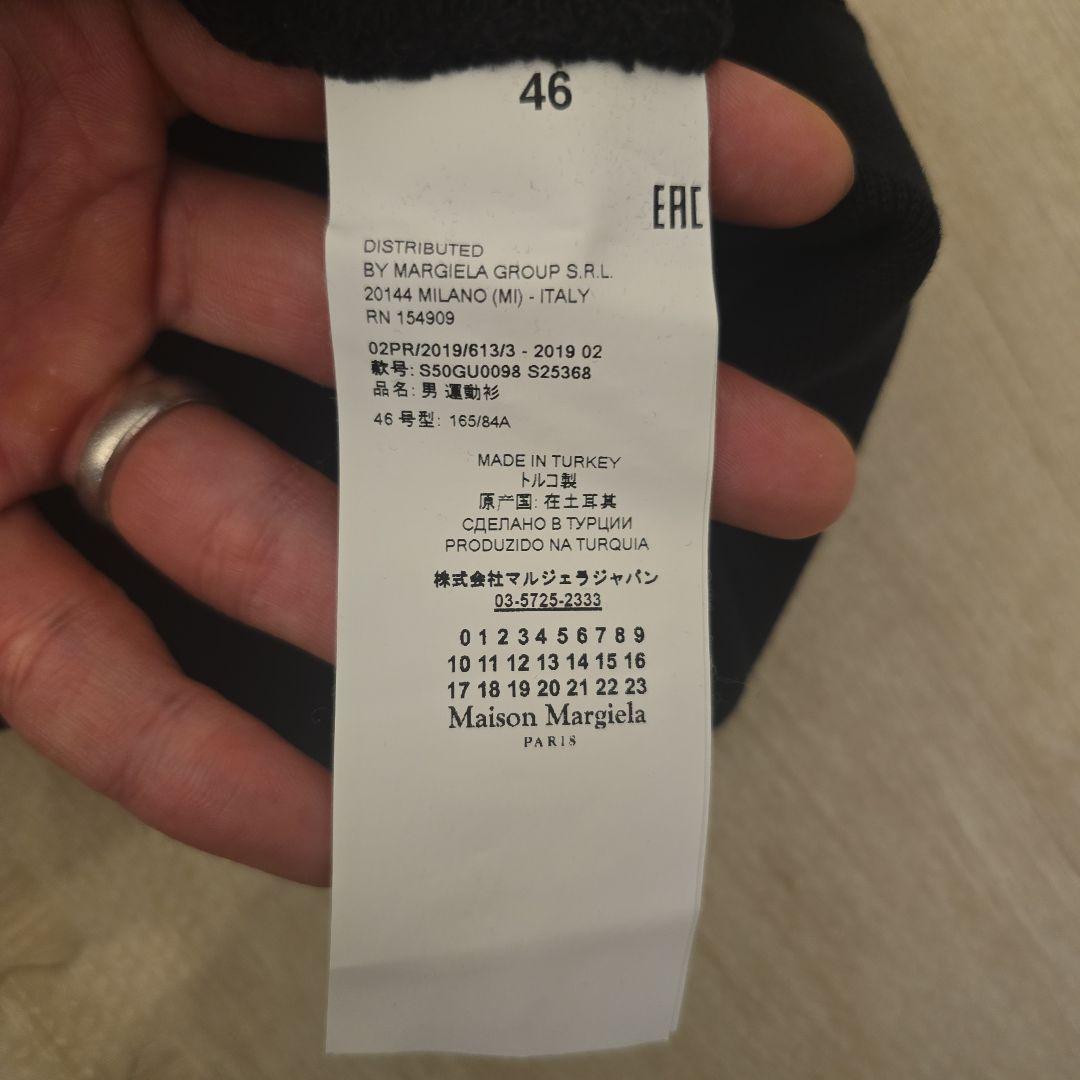 46
EAC
DISTRIBUTED
BY MARGIELA GROUP S.R.L.
20144 MILANO (MI) - ITALY
RN 154909
02PR/2019/613/3 - 2019 02
款号: S50GU0098 S25368
品名: 男 運動衫
46 号型: 165/84A
MADE IN TURKEY
トルコ製
原产国: 在土耳其
СДЕЛАНО В ТУРЦИИ
PRODUZIDO NA TURQUIA
株式会社マルジェラジャパン
03-5725-2333
0 1 2 3 4 5 6 7 8 9
10 11 12 13 14 15 16
17 18 19 20 21 22 23
Maison Margiela
PARIS